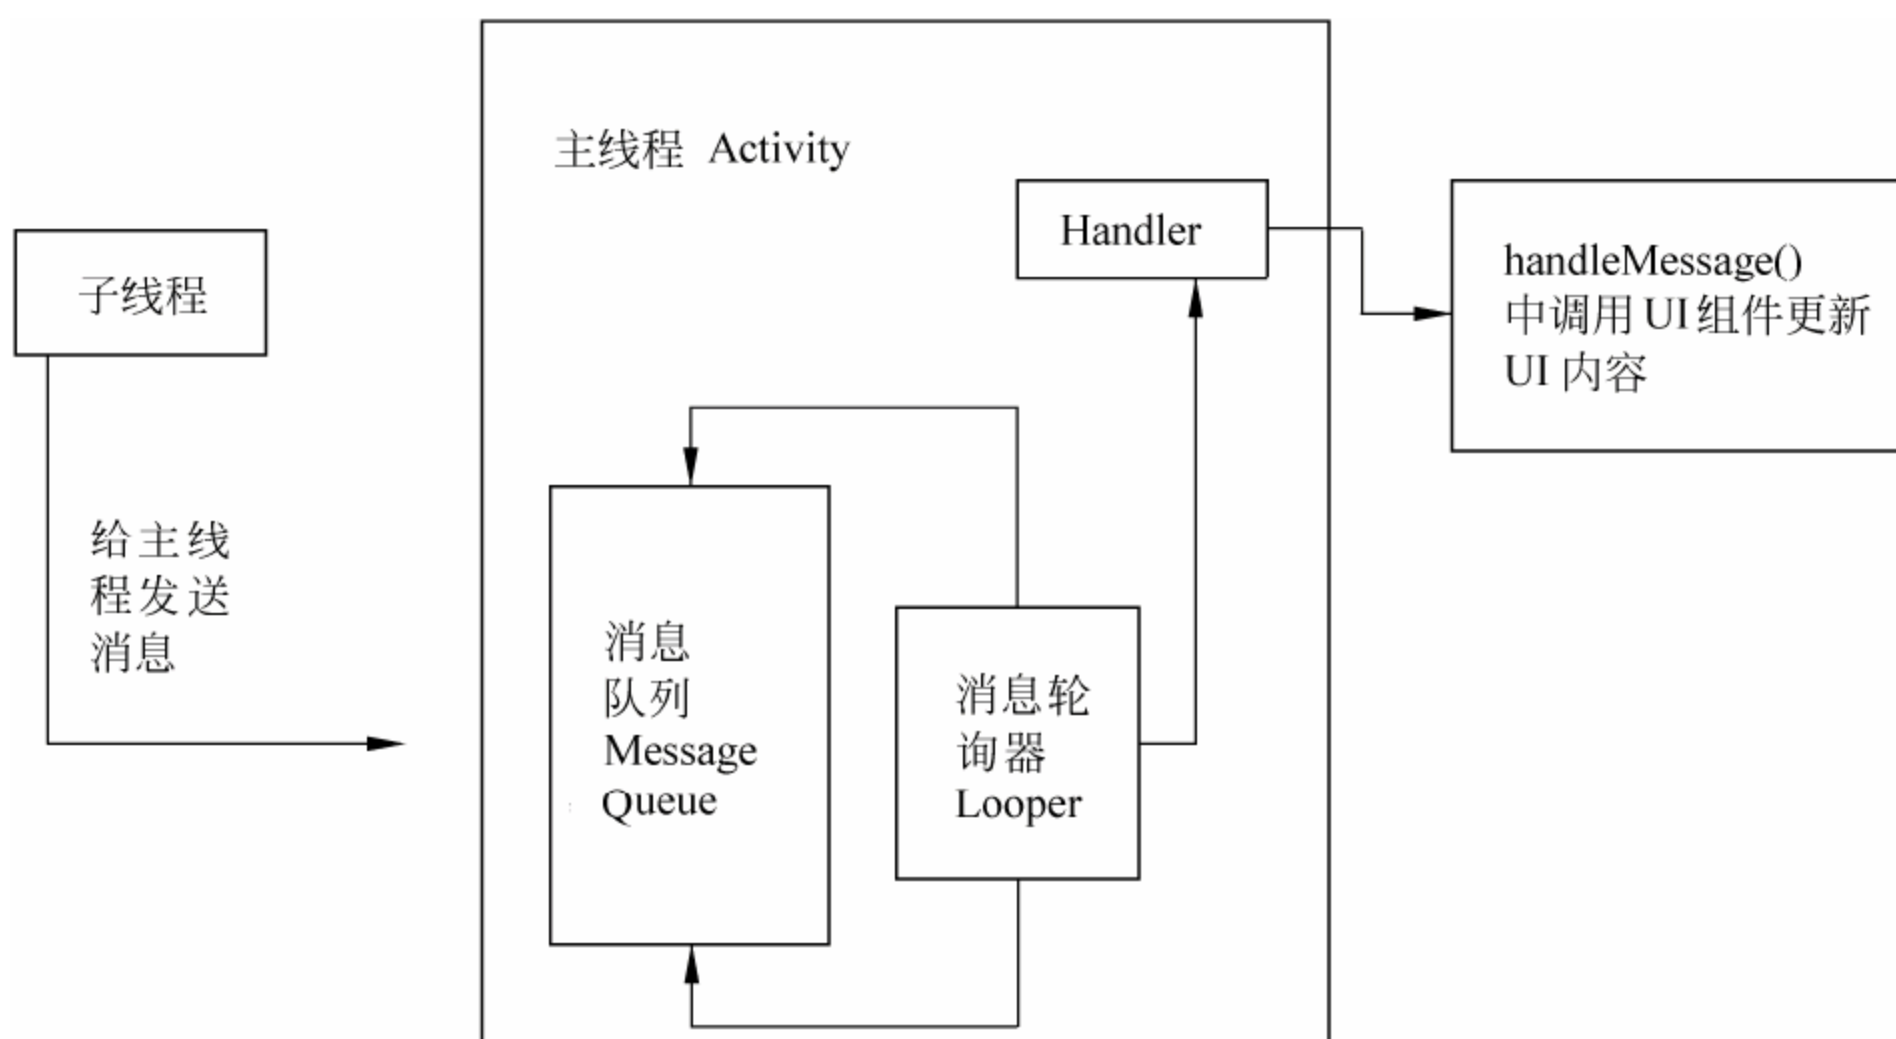 主线程 Activity
Handler
handleMessage()
中调用 UI 组件更新
UI 内容
子线程
给主线
程发送
消息
消息
队列
Message
Queue
消息轮
询器
Looper